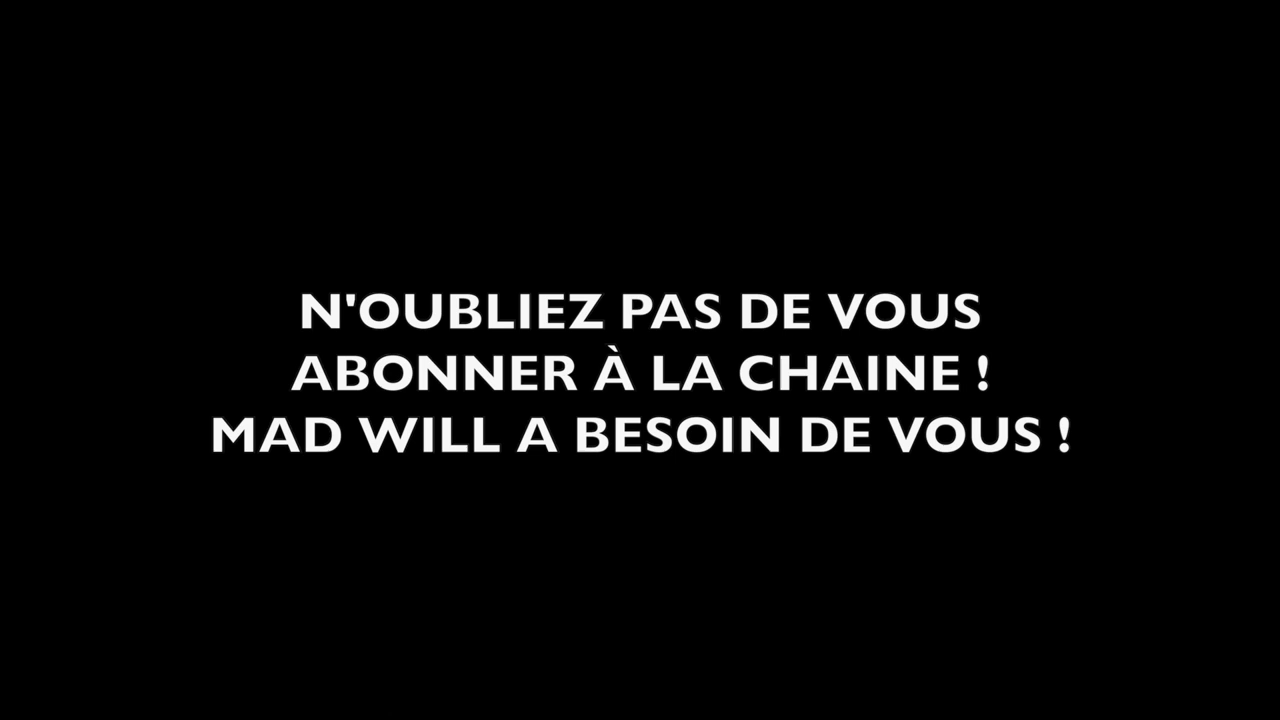 N'OUBLIEZ PAS DE VOUS
ABONNER À LA CHAINE !
MAD WILL A BESOIN DE VOUS !